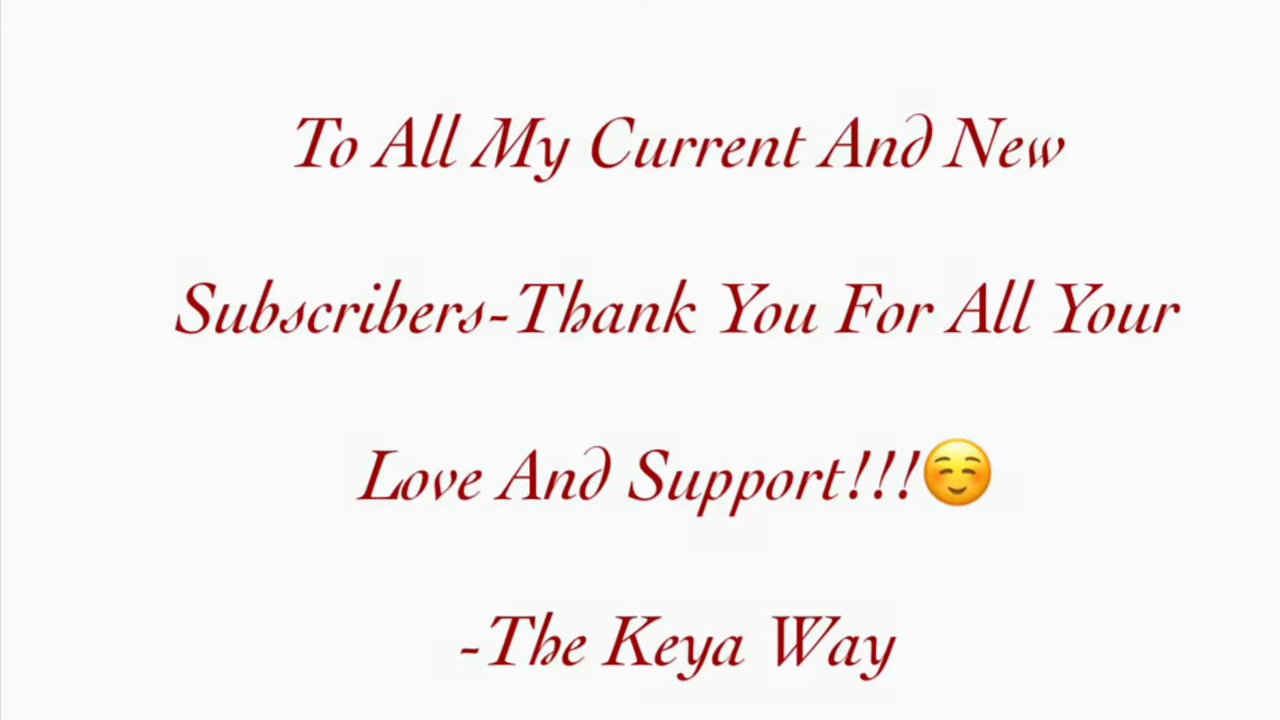 To All My Current And New
Subscribers-Thank You For All Your
Love And Support!!!☺️
-The Keya Way